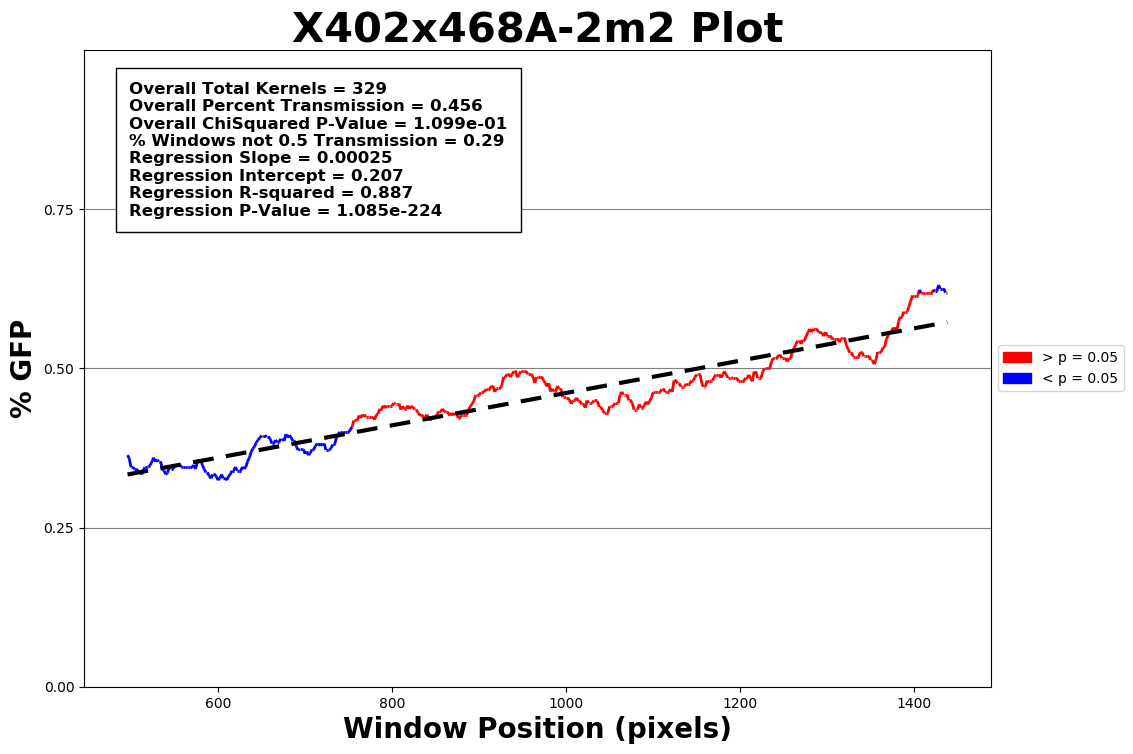 X402x468A-2m2 Plot
Overall Total Kernels = 329
Overall Percent Transmission = 0.456
Overall ChiSquared P-Value = 1.099e-01
% Windows not 0.5 Transmission = 0.29
Regression Slope = 0.00025
Regression Intercept = 0.207
Regression R-squared = 0.887
Regression P-Value = 1.085e-224
% GFP
0.75
0.50
0.25
0.00
> p = 0.05
< p = 0.05
600 800 1000 1200 1400
Window Position (pixels)